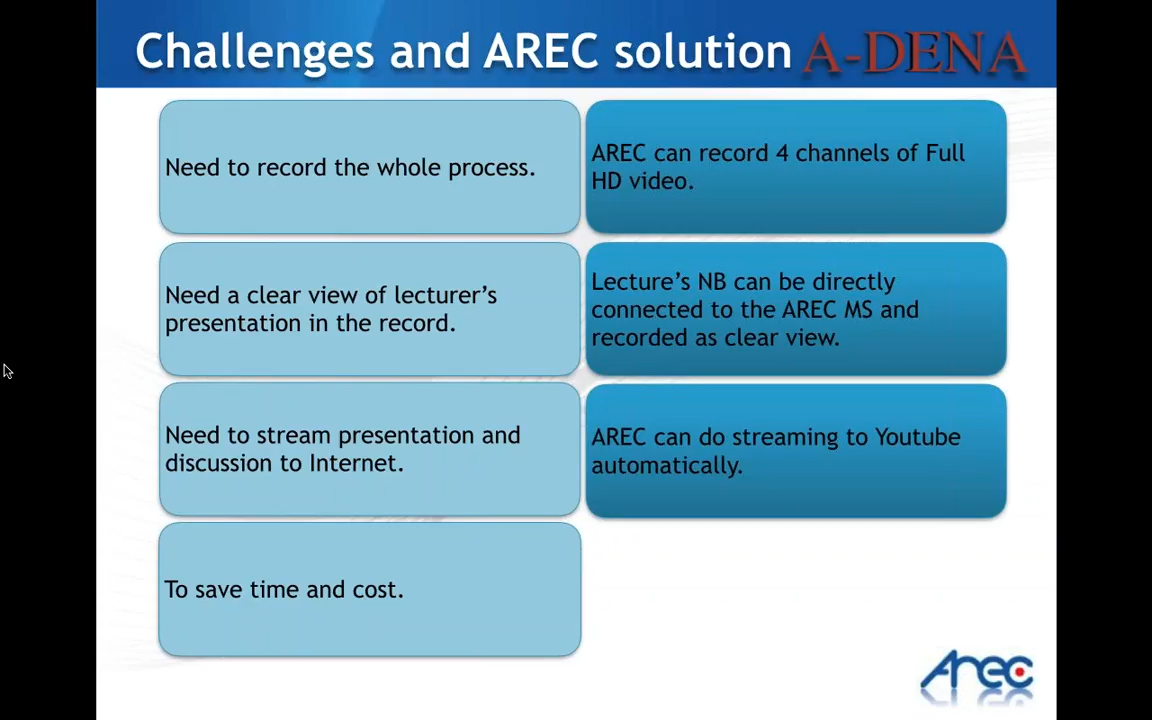 Challenges and AREC solution A-DENA
Need to record the whole process.
AREC can record 4 channels of Full
HD video.
Need a clear view of lecturer's
presentation in the record.
Lecture's NB can be directly
connected to the AREC MS and
recorded as clear view.
Need to stream presentation and
discussion to Internet.
AREC can do streaming to Youtube
automatically.
To save time and cost.
Arec